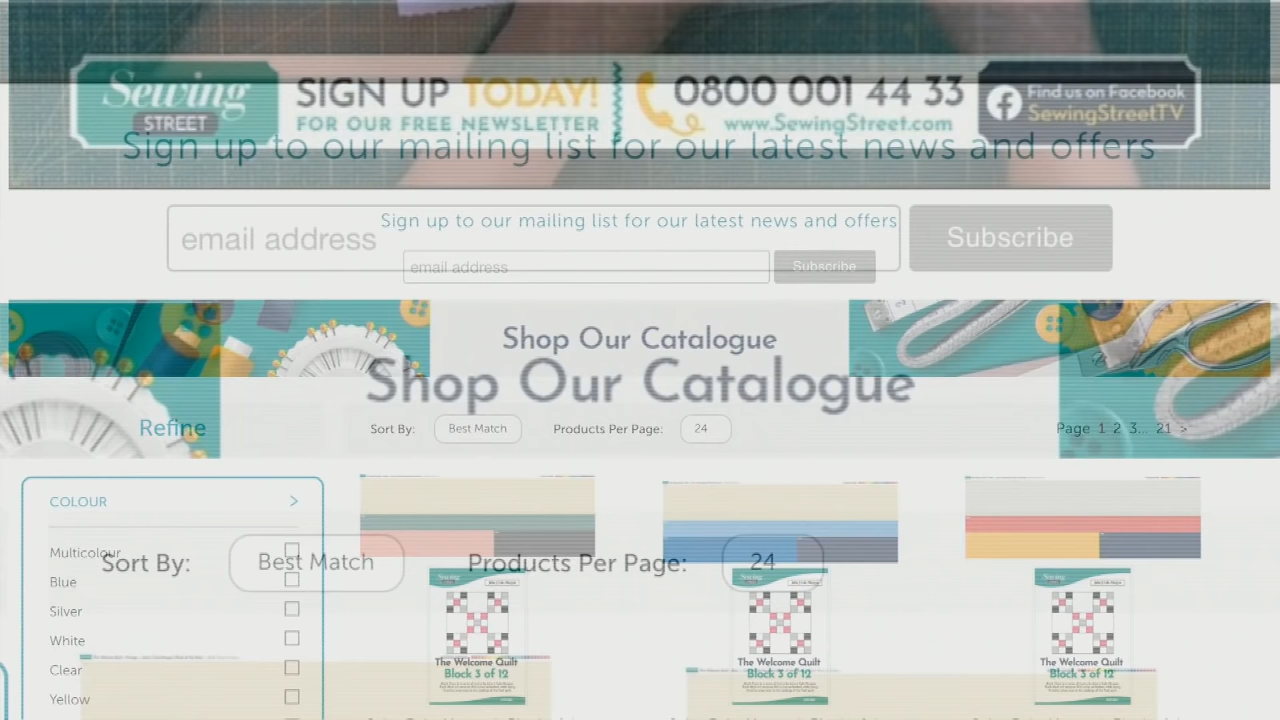 Sewing
STREET
SIGN UP TODAY!
FOR OUR FREE NEWSLETTER
0800 001 44 33
www.SewingStreet.com
Find us on Facebook
SewingStreetTV
Sign up to our mailing list for our latest news and offers
Sign up to our mailing list for our latest news and offers
email address
Subscribe
email address
Subscribe
Shop Our Catalogue
Shop Our Catalogue
Refine
Sort By: Best Match Products Per Page: 24
Page 1 2 3... 21 >
COLOUR >
Multicolour
Sort By: Best Match Products Per Page: 24
Blue
Silver
White
Clear
Yellow
The Welcome Quilt
Block 3 of 12
The Welcome Quilt
Block 3 of 12
The Welcome Quilt
Block 3 of 12